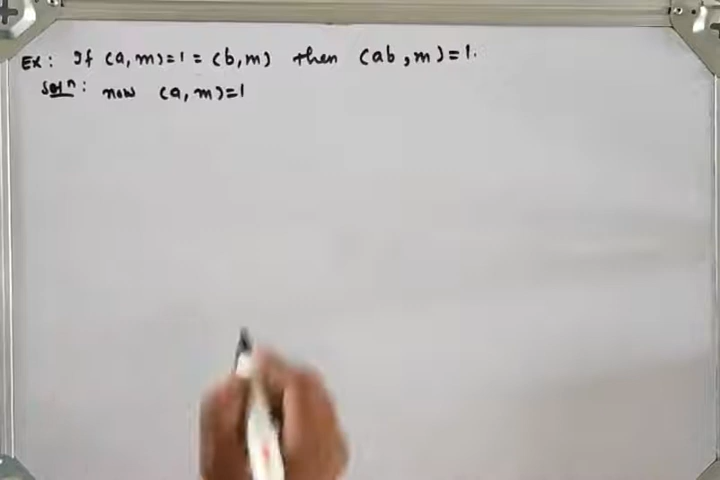 Ex: If (a, m)=1 = (b, m) then (ab, m)=1.
Solⁿ: now (a, m)=1